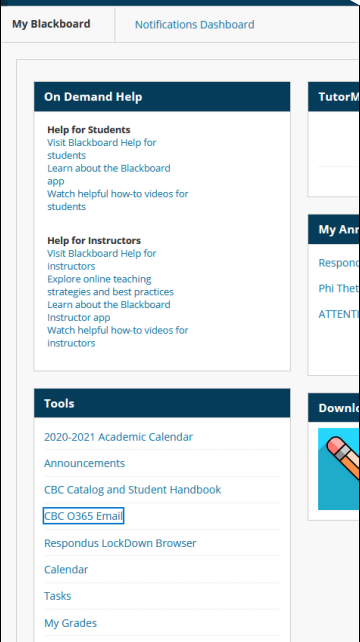 My Blackboard
Notifications Dashboard
On Demand Help
Help for Students
Visit Blackboard Help for
students
Learn about the Blackboard
app
Watch helpful how-to videos for
students
Help for Instructors
Visit Blackboard Help for
instructors
Explore online teaching
strategies and best practices
Learn about the Blackboard
Instructor app
Watch helpful how-to videos for
instructors
Tools
2020-2021 Academic Calendar
Announcements
CBC Catalog and Student Handbook
CBC O365 Email
Respondus LockDown Browser
Calendar
Tasks
My Grades
TutorM
My Ann
Respond
Phi Thet
ATTENTI
Downlo